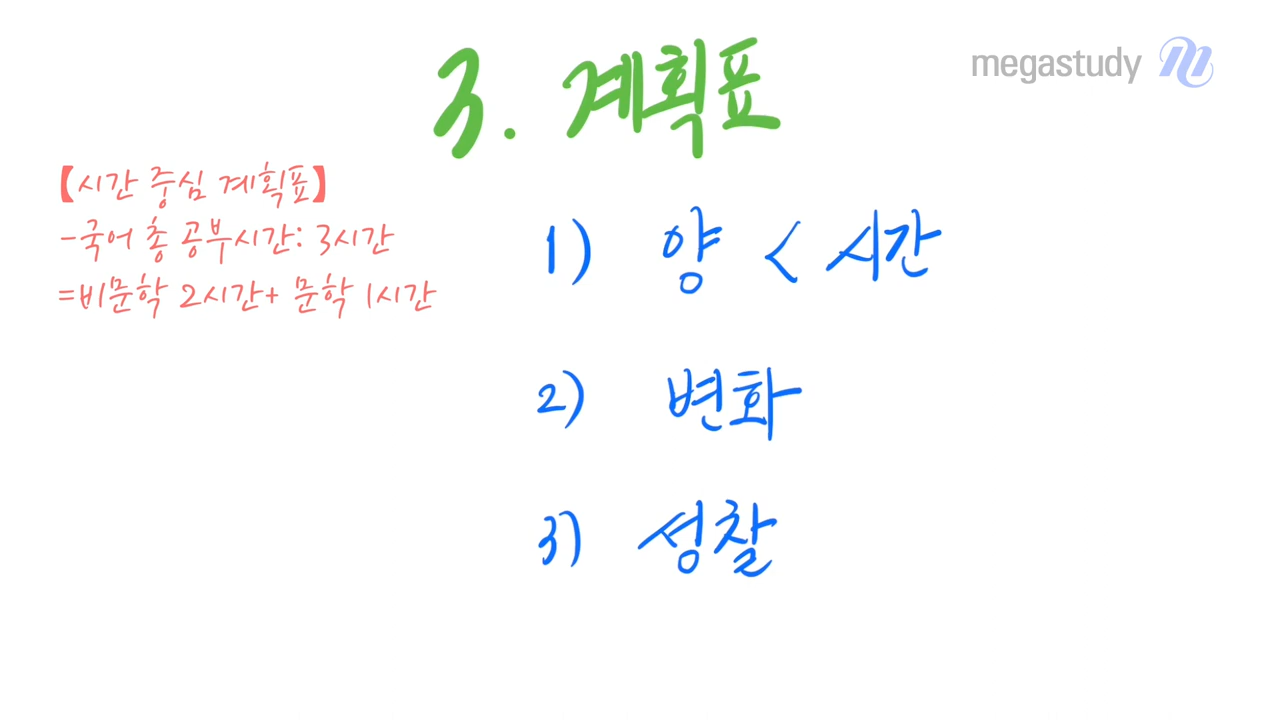 3. 계획표
megastudy
【시간 중심 계획표】
-국어 총 공부시간: 3시간
=비문학 2시간+ 문학 1시간
1) 양 < 시간
2) 변화
3) 성찰